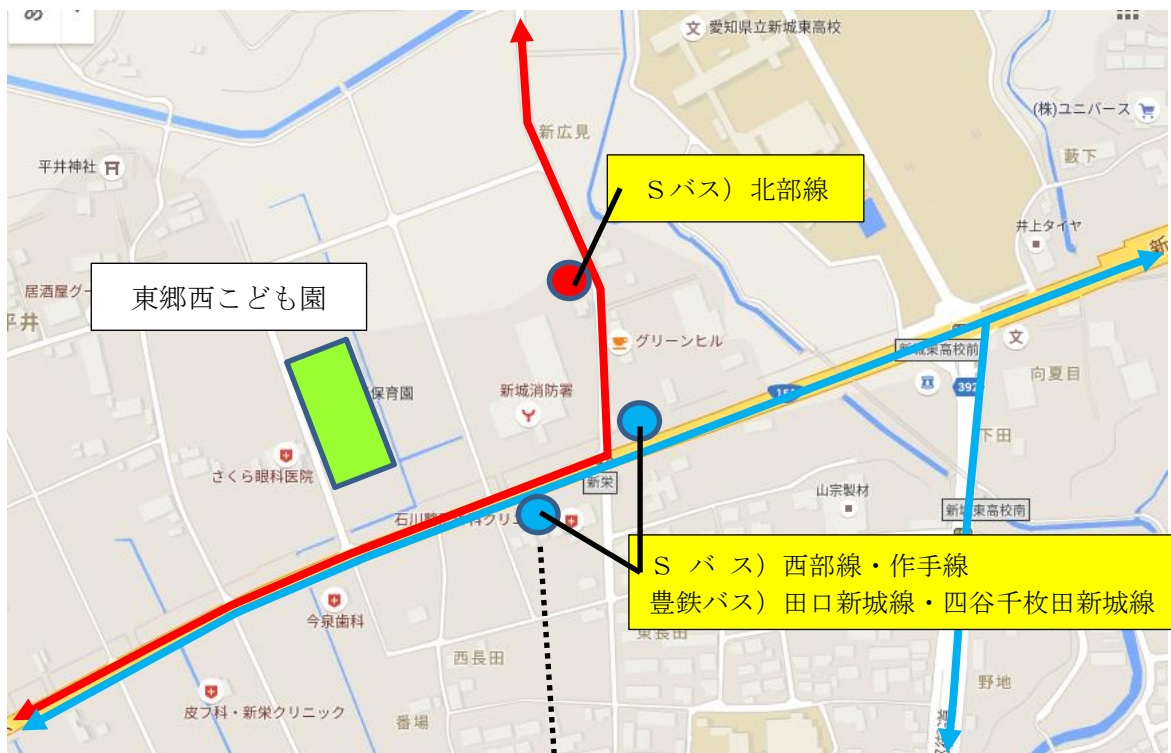 あ
愛知県立新城東高校
新広見
(株)ユニバース
藪下
平井神社
Sバス）北部線
井上タイヤ
新
東郷西こども園
居酒屋グー
平井
グリーンヒル
新城東高校前
新城消防署
保育園
151
392
向夏目
下田
さくら眼科医院
新栄
山宗製材
新城東高校南
S バ ス）西部線・作手線
豊鉄バス）田口新城線・四谷千枚田新城線
今泉歯科
東長田
西長田
野地
皮フ科・新栄クリニック
番場